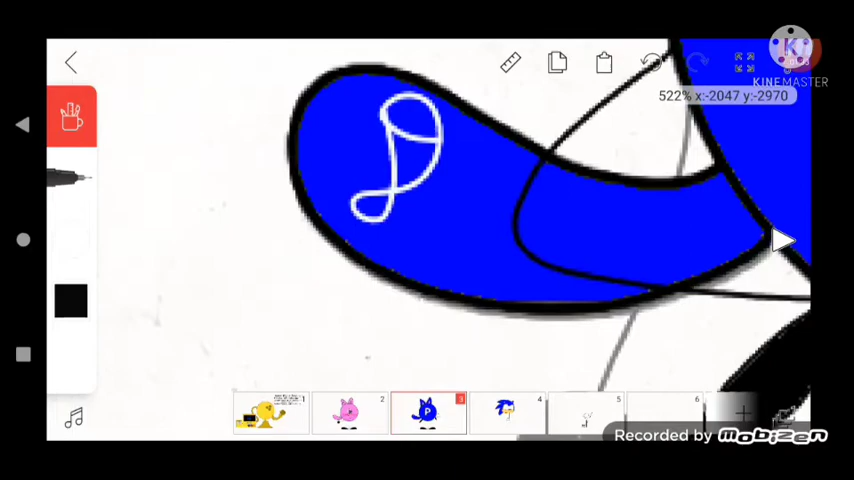 KINEMASTER
522% x:-2047 y:-2970
1
2
3
4
5
6
P
Recorded by MOBIZEN